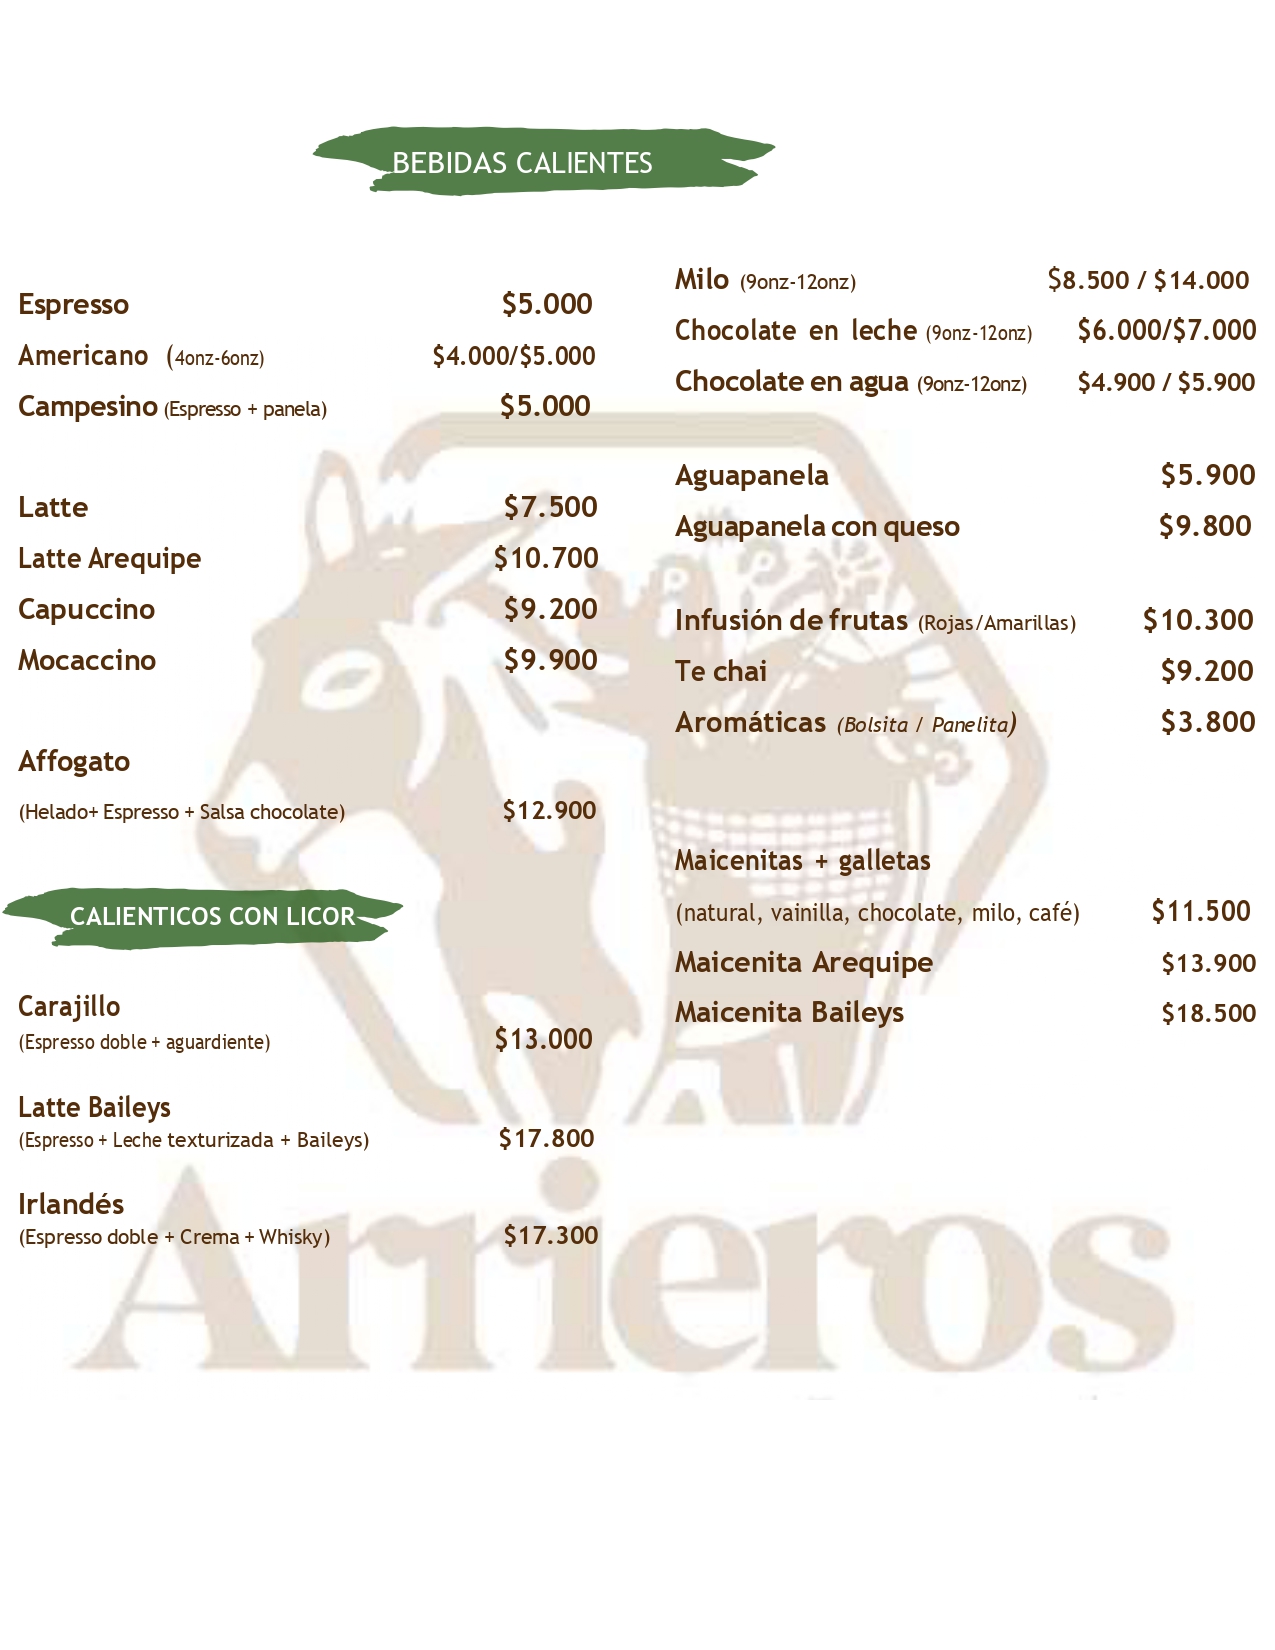 BEBIDAS CALIENTES
Espresso $5.000
Americano (4onz-6onz) $4.000/$5.000
Campesino (Espresso + panela) $5.000
Latte $7.500
Latte Arequipe $10.700
Capuccino $9.200
Mocaccino $9.900
Affogato
(Helado+ Espresso + Salsa chocolate) $12.900
CALIENTICOS CON LICOR
Carajillo
(Espresso doble + aguardiente) $13.000
Latte Baileys
(Espresso + Leche texturizada + Baileys) $17.800
Irlandés
(Espresso doble + Crema + Whisky) $17.300
Milo (9onz-12onz) $8.500 / $14.000
Chocolate en leche (9onz-12onz) $6.000/$7.000
Chocolate en agua (9onz-12onz) $4.900 / $5.900
Aguapanela $5.900
Aguapanela con queso $9.800
Infusión de frutas (Rojas/Amarillas) $10.300
Te chai $9.200
Aromáticas (Bolsita / Panelita) $3.800
Maicenitas + galletas
(natural, vainilla, chocolate, milo, café) $11.500
Maicenita Arequipe $13.900
Maicenita Baileys $18.500
Arrieros